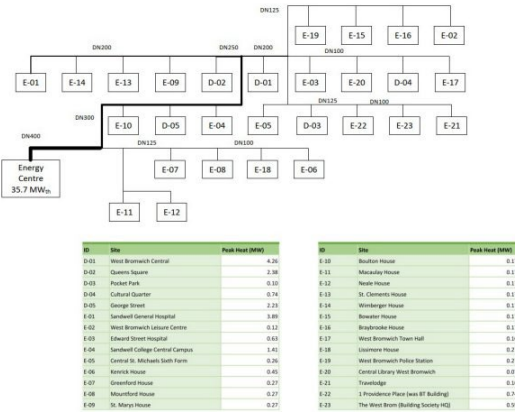 DN125
E-19 E-15 E-16 E-02
DN200 DN250 DN200 DN100
E-01 E-14 E-13 E-09 D-02 D-01 E-03 E-20 D-04 E-17
DN300 DN125 DN100
E-10 D-05 E-04 E-05 D-03 E-22 E-23 E-21
DN400 DN125 DN100
Energy
Centre
35.7 MWth
E-07 E-08 E-18 E-06
E-11 E-12
ID Site Peak Heat (MW)
D-01 West Bromwich Central 4.26
D-02 Queens Square 2.38
D-03 Pocket Park 0.10
D-04 Cultural Quarter 0.74
D-05 George Street 2.23
E-01 Sandwell General Hospital 3.89
E-02 West Bromwich Leisure Centre 0.12
E-03 Edward Street Hospital 0.63
E-04 Sandwell College Central Campus 1.41
E-05 Central St. Michaels Sixth Form 0.26
E-06 Kenrick House 0.45
E-07 Greenford House 0.27
E-08 Mountford House 0.27
E-09 St. Marys House 0.27
ID Site Peak Heat (MW)
E-10 Boulton House
E-11 Macaulay House
E-12 Neale House
E-13 St. Clements House
E-14 House
E-15 Bowater House
E-16 Braybrooke House
E-17 West Bromwich Town Hall
E-18 Lissimore House
E-19 West Bromwich Police Station
E-20 Central Library West Bromwich
E-21 Travelodge
E-22 1 Providence Place (was BT Building)
E-23 The West Brom (Building Society HQ)